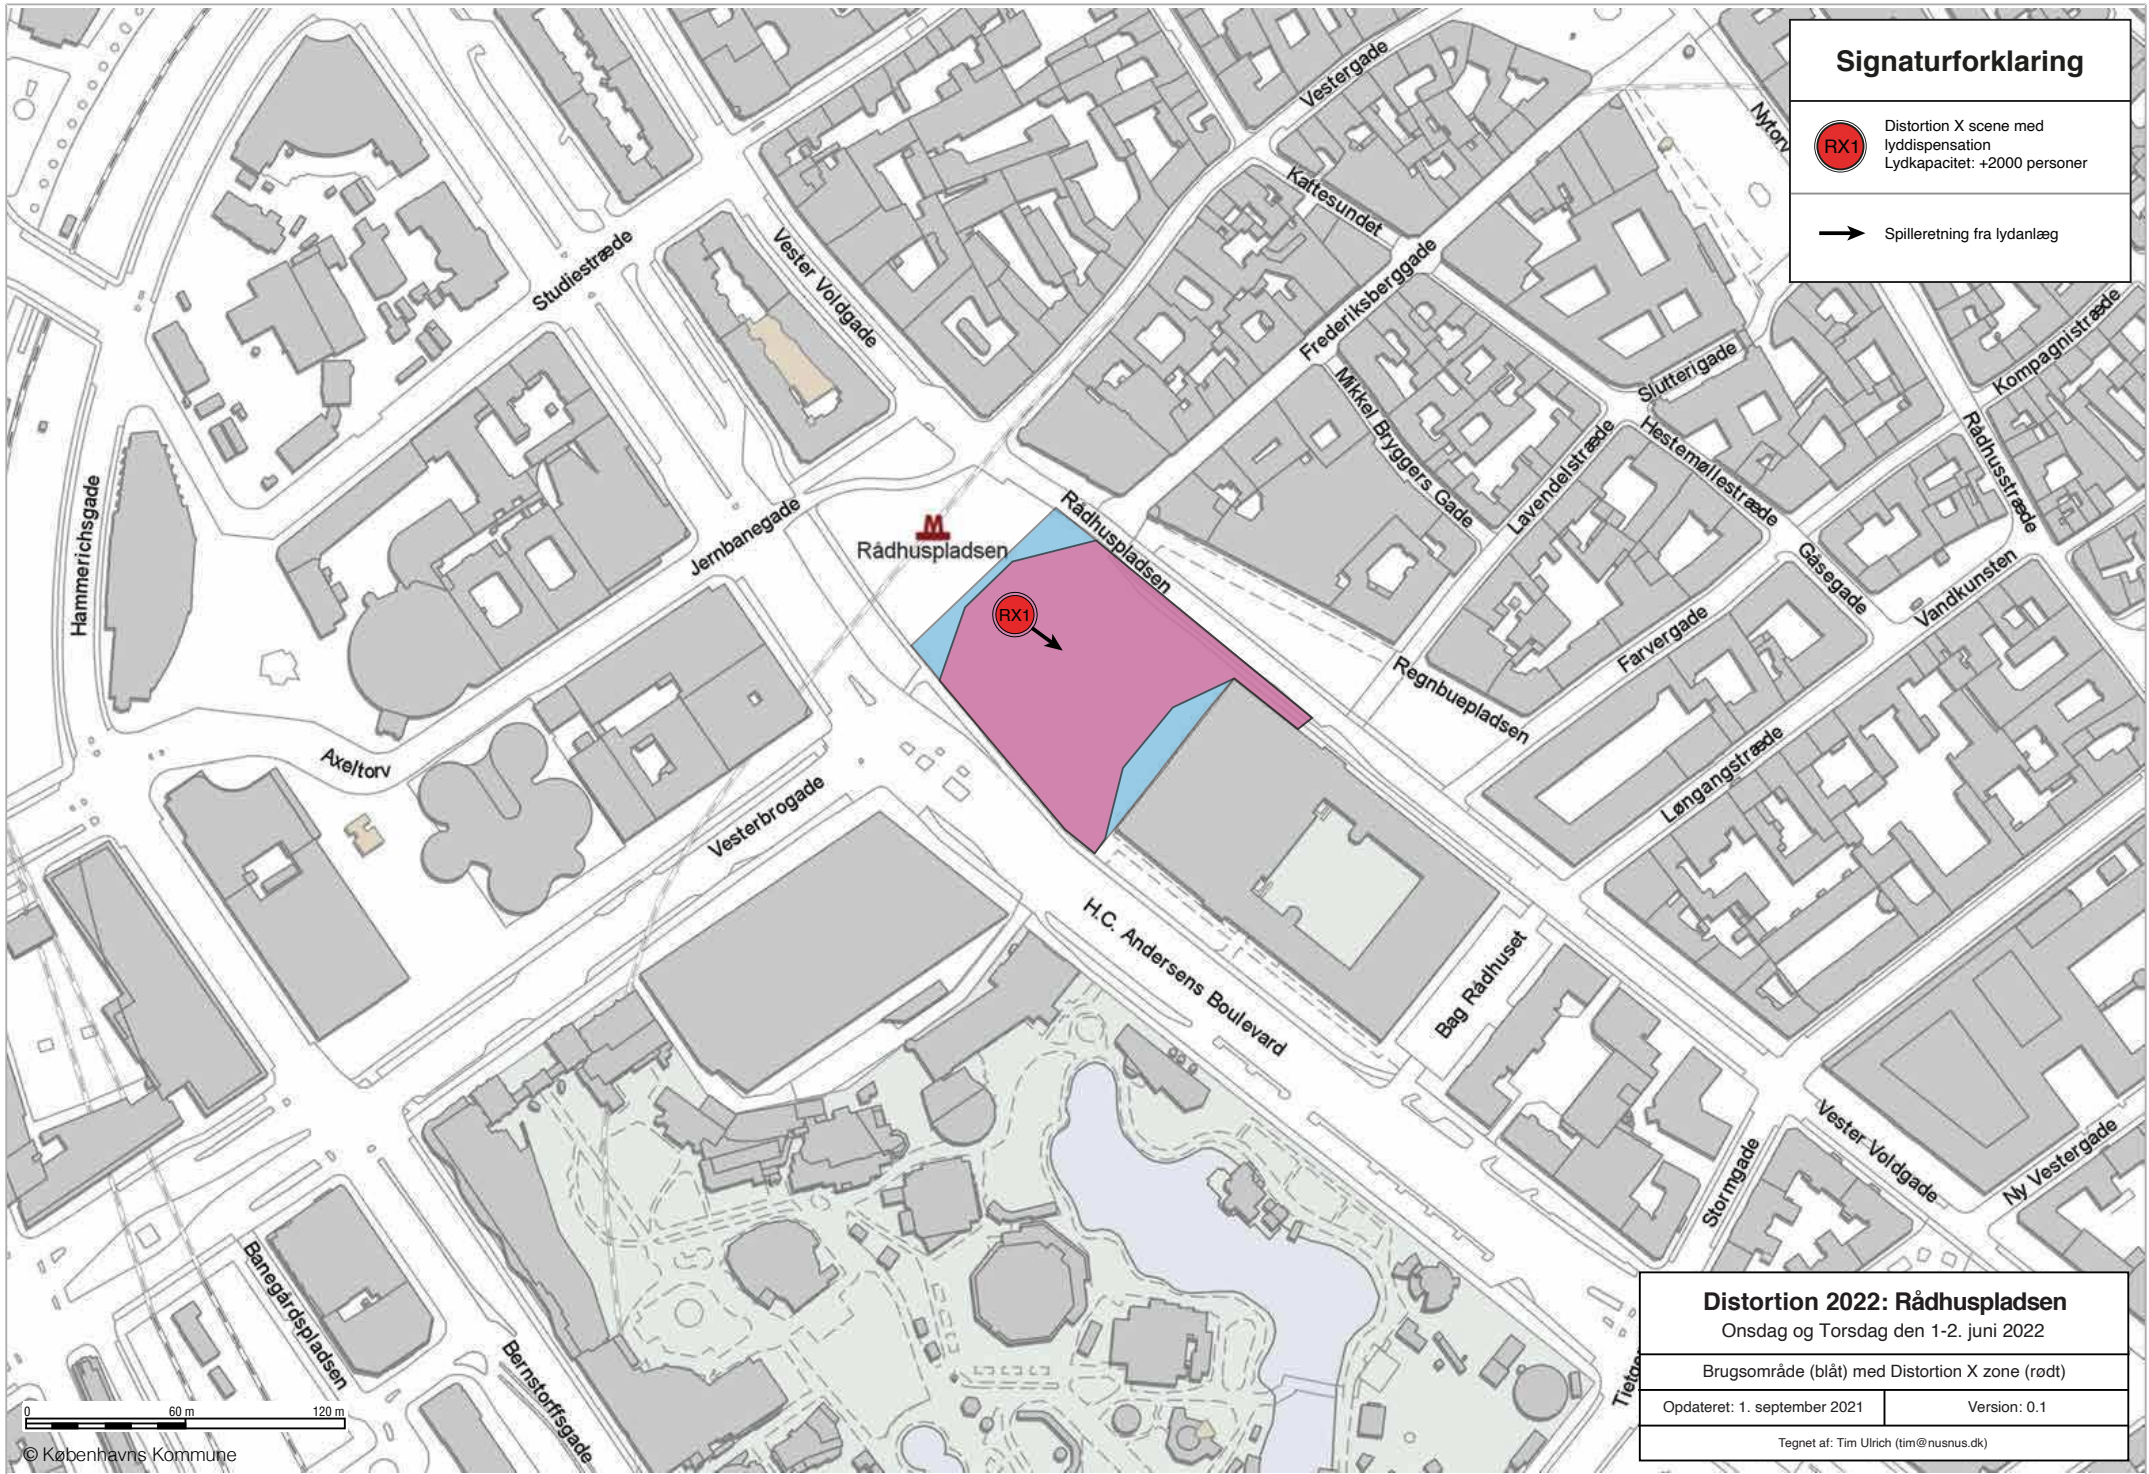 Signaturforklaring
RX1
Distortion X scene med
lyddispensation
Lydkapacitet: +2000 personer
Spilleretning fra lydanlæg
Vestergade
Nytorv
Kattesundet
Studiestræde
Vester Voldgade
Frederiksberggade
Kompagnistræde
Slutterigade
Mikkel Bryggers Gade
Lavendelstræde
Hestemøllestræde
Rådhusstræde
Hammerichsgade
Jernbanegade
M
Rådhuspladsen
Rådhuspladsen
RX1
Gåsegade
Vandkunsten
Farvergade
Regnbuepladsen
Axeltorv
Vesterbrogade
Løngangstræde
H.C. Andersens Boulevard
Bag Rådhuset
Vester Voldgade
Ny Vestergade
Stormgade
Banegårdspladsen
Bernstorffsgade
Tietge
Distortion 2022: Rådhuspladsen
Onsdag og Torsdag den 1-2. juni 2022
Brugsområde (blåt) med Distortion X zone (rødt)
Opdateret: 1. september 2021
Version: 0.1
Tegnet af: Tim Ulrich (tim@nusnus.dk)
0 60 m 120 m
© Københavns Kommune